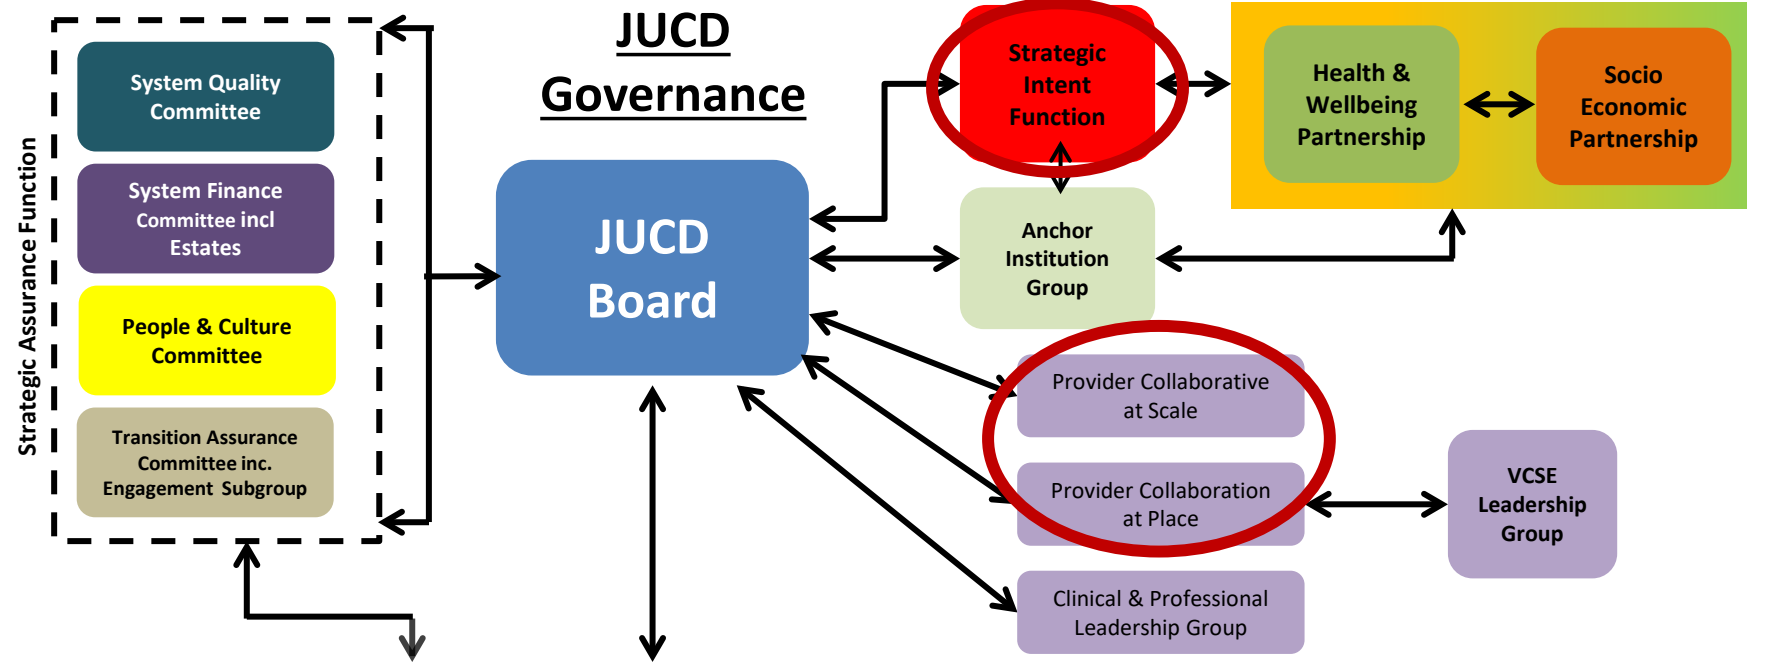 JUCD
Governance
Strategic Assurance Function
System Quality
Committee
System Finance
Committee incl
Estates
People & Culture
Committee
Transition Assurance
Committee inc.
Engagement Subgroup
JUCD
Board
Strategic
Intent
Function
Anchor
Institution
Group
Health &
Wellbeing
Partnership
Socio
Economic
Partnership
Provider Collaborative
at Scale
Provider Collaboration
at Place
Clinical & Professional
Leadership Group
VCSE
Leadership
Group